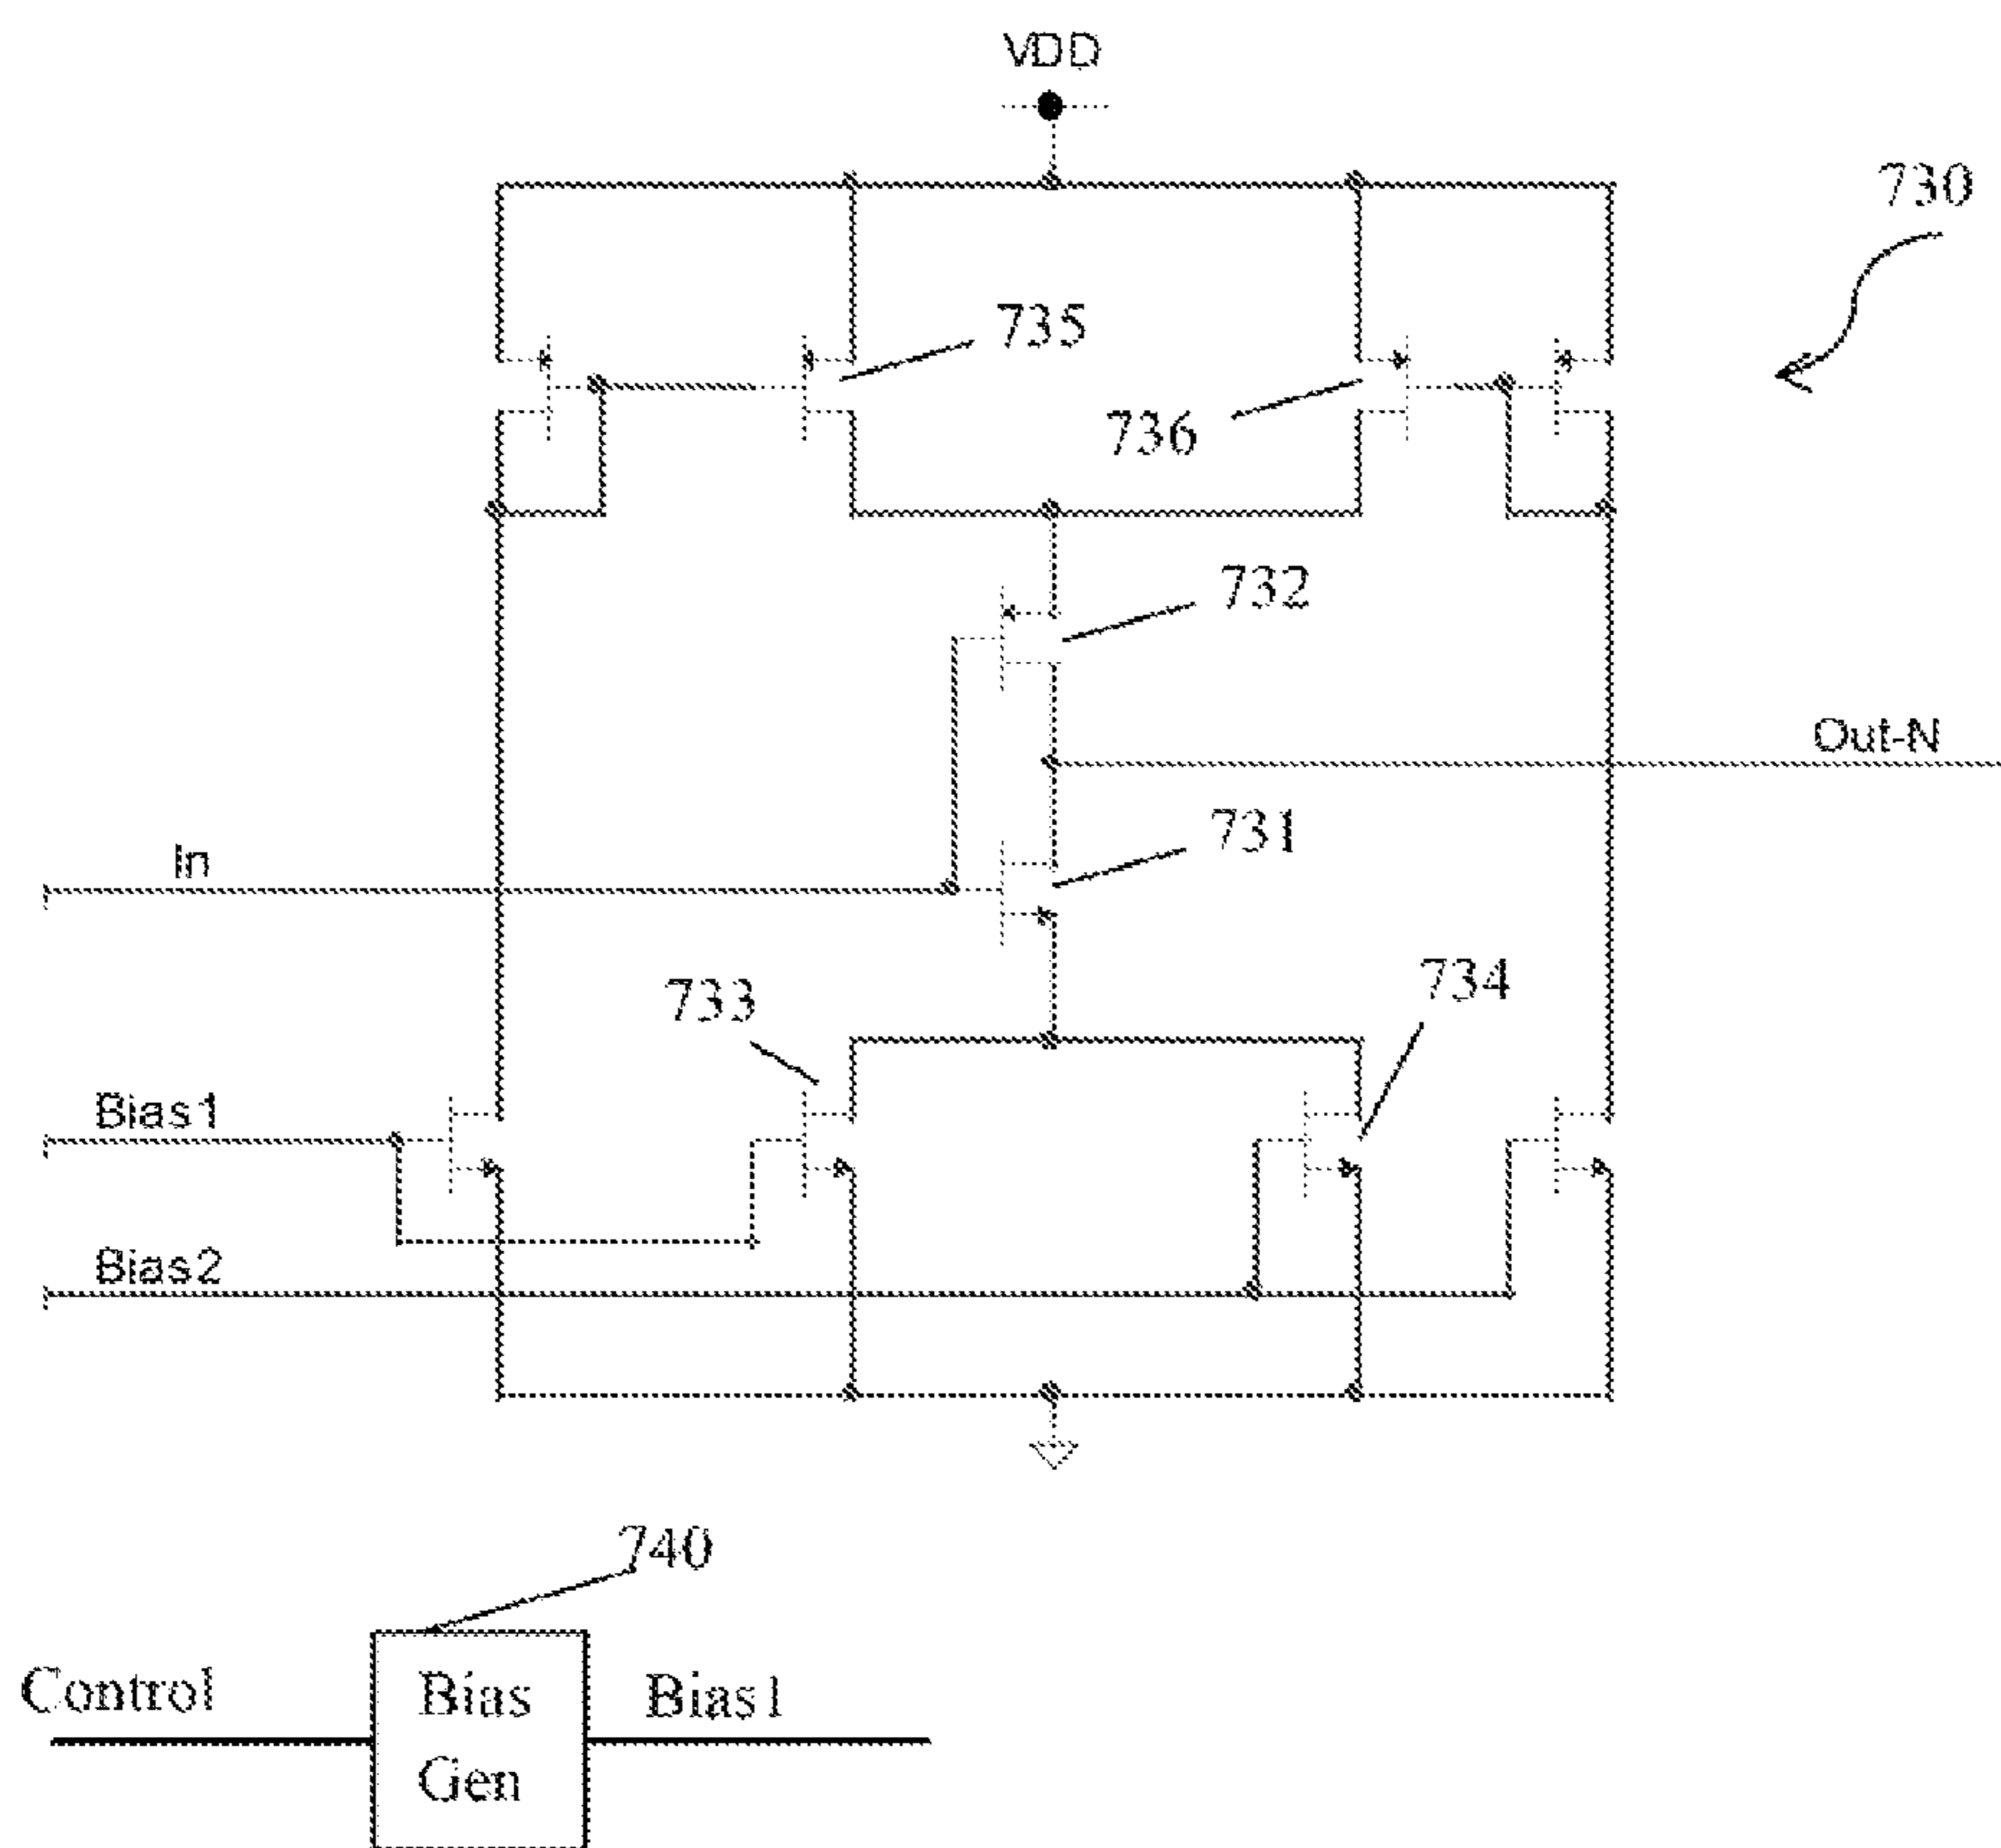 VDD
730
735
736
732
Out-N
731
In
734
733
Bias1
Bias2
740
Control
Bias
Gen
Bias1